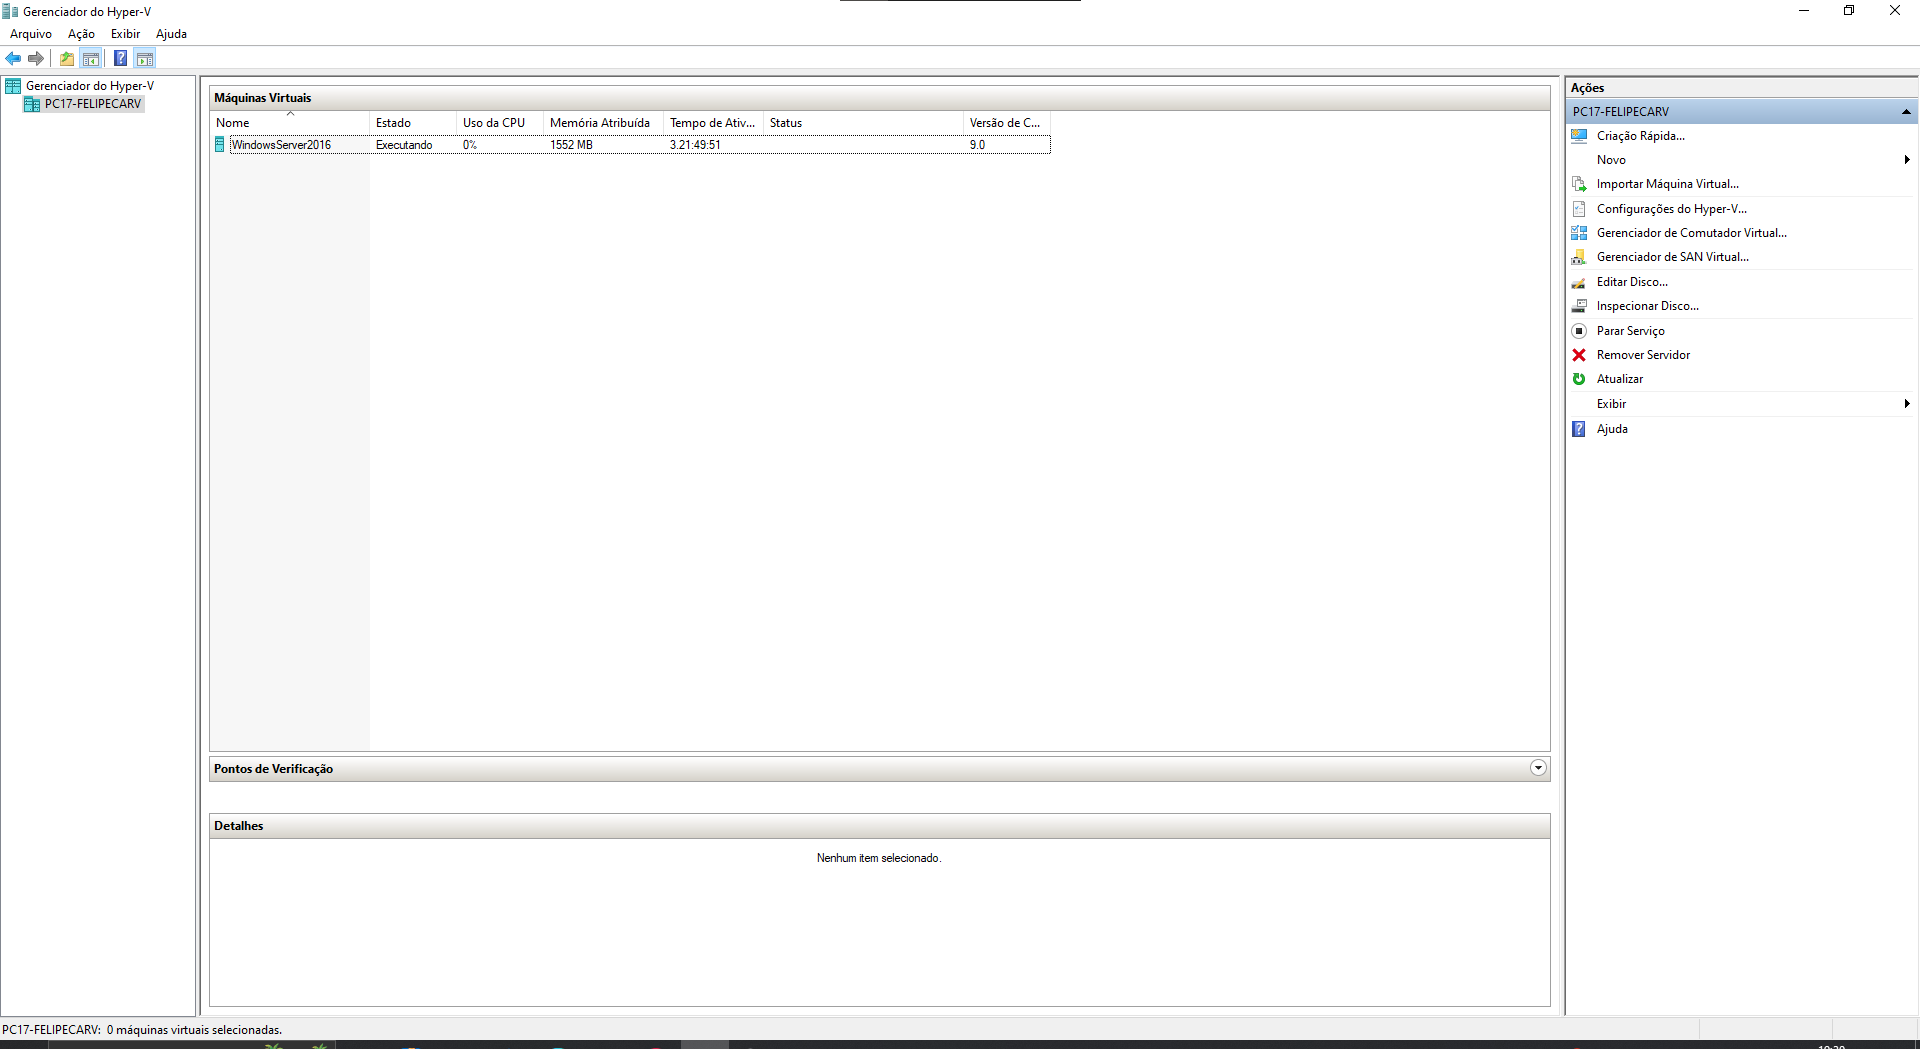 Gerenciador do Hyper-V
Arquivo Ação Exibir Ajuda
Gerenciador do Hyper-V
PC17-FELIPECARV
Máquinas Virtuais
Nome Estado Uso da CPU Memória Atribuída Tempo de Ativ... Status Versão de C...
WindowsServer2016 Executando 0% 1552 MB 3.21:49:51 9.0
Pontos de Verificação
Detalhes
Nenhum item selecionado.
Ações
PC17-FELIPECARV
Criação Rápida...
Novo
Importar Máquina Virtual...
Configurações do Hyper-V...
Gerenciador de Comutador Virtual...
Gerenciador de SAN Virtual...
Editar Disco...
Inspecionar Disco...
Parar Serviço
Remover Servidor
Atualizar
Exibir
Ajuda
PC17-FELIPECARV: 0 máquinas virtuais selecionadas.